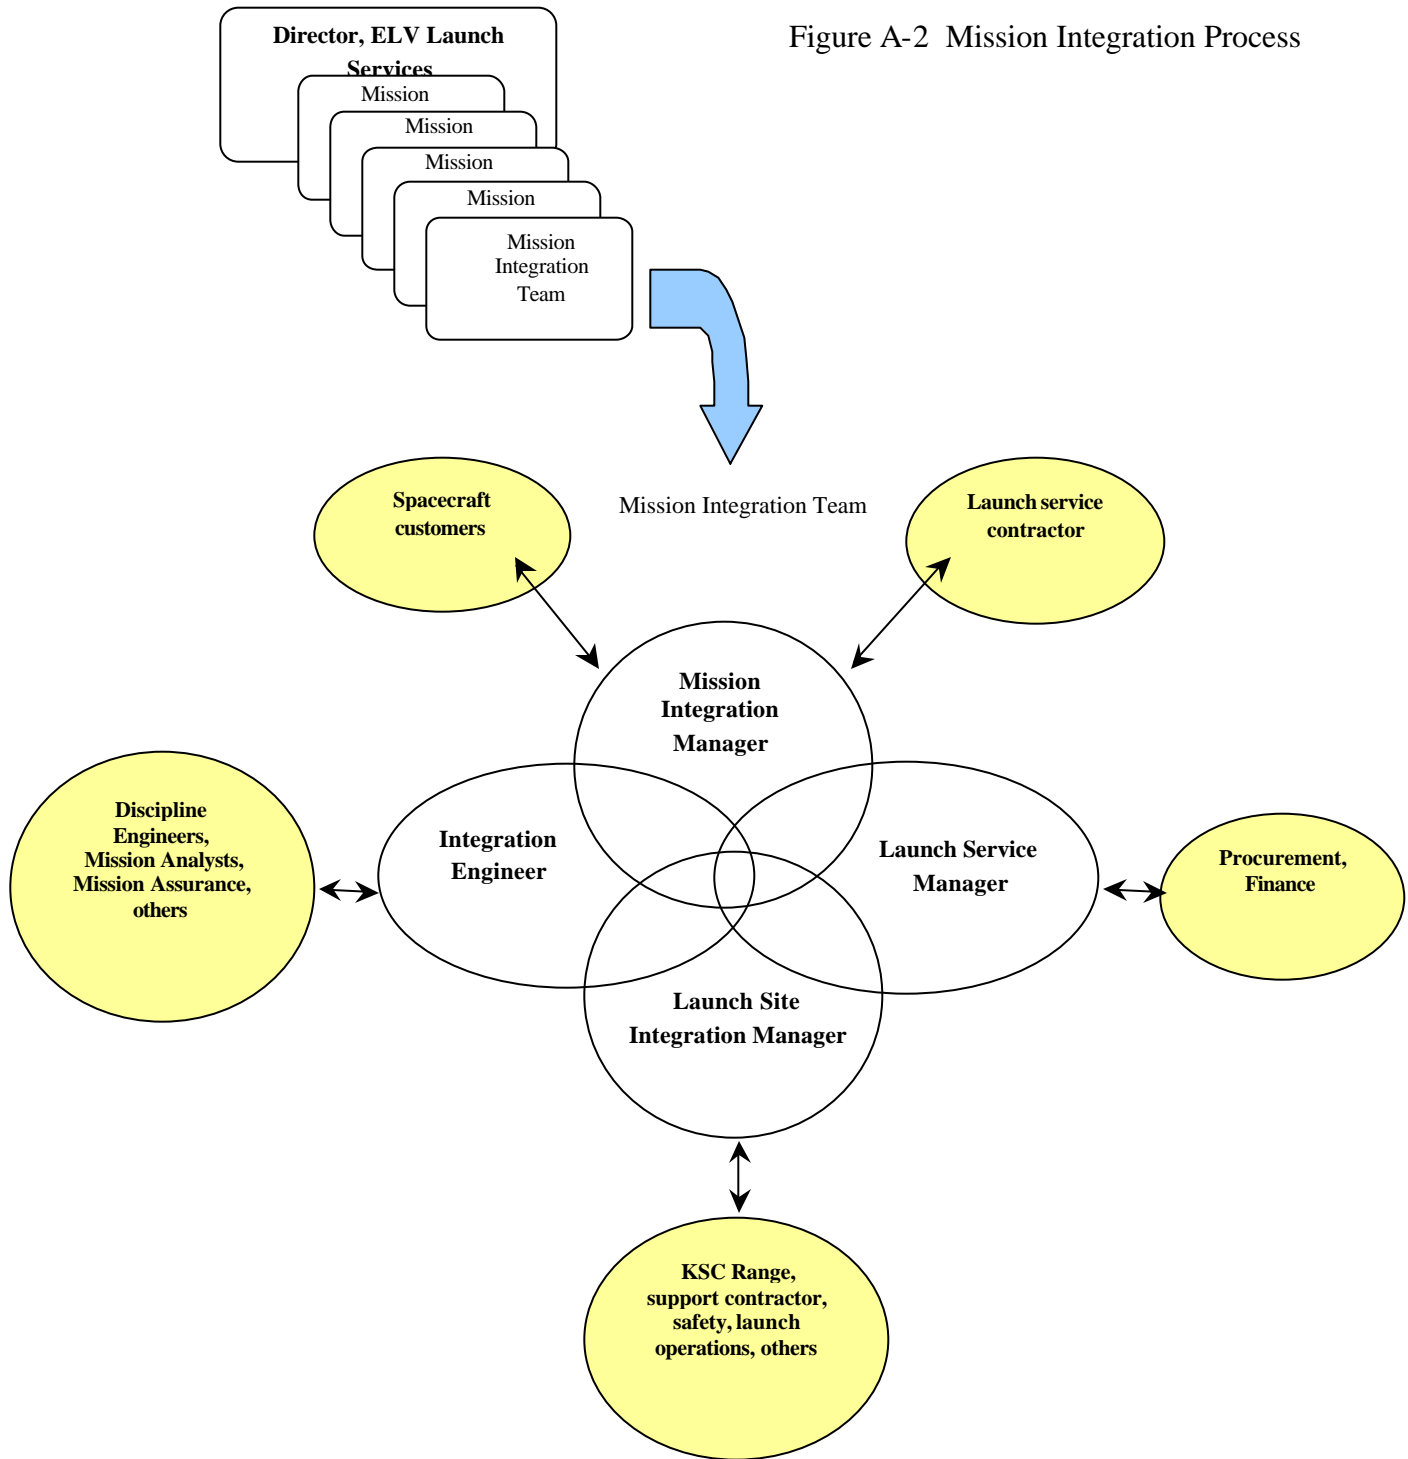 Figure A-2 Mission Integration Process
Director, ELV Launch
Services
Mission
Mission
Mission
Mission
Mission
Integration
Team
Mission Integration Team
Spacecraft
customers
Launch service
contractor
Mission
Integration
Manager
Integration
Engineer
Launch Service
Manager
Launch Site
Integration Manager
Discipline
Engineers,
Mission Analysts,
Mission Assurance,
others
Procurement,
Finance
KSC Range,
support contractor,
safety, launch
operations, others